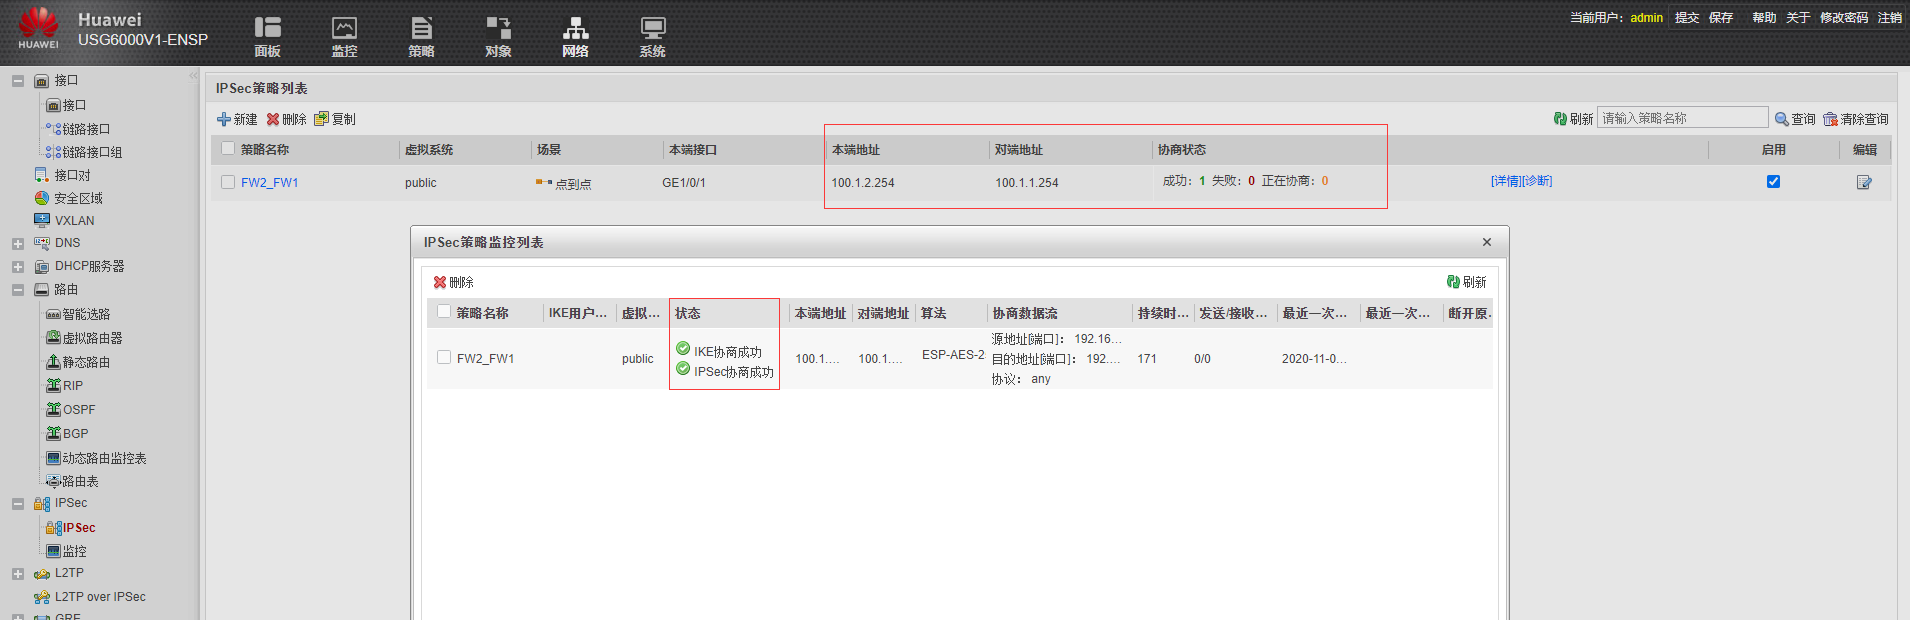 HUAWEI
Huawei
USG6000V1-ENSP
面板
监控
策略
对象
网络
系统
当前用户： admin 提交 保存 帮助 关于 修改密码 注销
接口
接口
链路接口
链路接口组
接口对
安全区域
VXLAN
DNS
DHCP服务器
路由
智能选路
虚拟路由器
静态路由
RIP
OSPF
BGP
动态路由监控表
路由表
IPSec
IPSec
监控
L2TP
L2TP over IPSec
GRE
IPSec策略列表
新建 删除 复制
刷新 请输入策略名称 查询 清除查询
策略名称 虚拟系统 场景 本端接口 本端地址 对端地址 协商状态 启用 编辑
FW2_FW1 public 点到点 GE1/0/1 100.1.2.254 100.1.1.254 成功： 1 失败： 0 正在协商： 0 [详情][诊断]
IPSec策略监控列表
删除 刷新
策略名称 IKE用户... 虚拟... 状态 本端地址 对端地址 算法 协商数据流 持续时... 发送/接收... 最近一次... 最近一次... 断开原.
FW2_FW1 public IKE协商成功 IPSec协商成功 100.1.... 100.1.... ESP-AES-2 源地址[端口]： 192.16... 目的地址[端口]： 192.... 协议： any 171 0/0 2020-11-0...